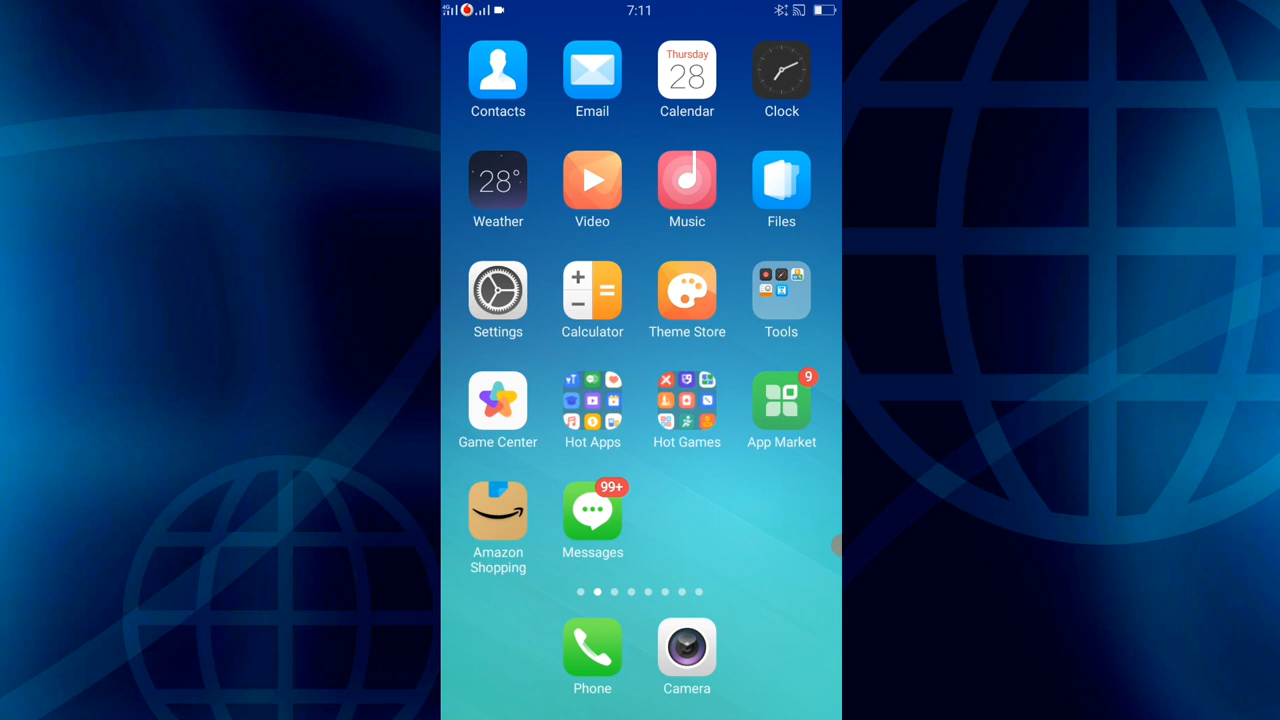 4G 7:11
Thursday
28
Contacts Email Calendar Clock
28°
Weather Video Music Files
Settings Calculator Theme Store Tools
9
Game Center Hot Apps Hot Games App Market
99+
Amazon Shopping Messages
Phone Camera